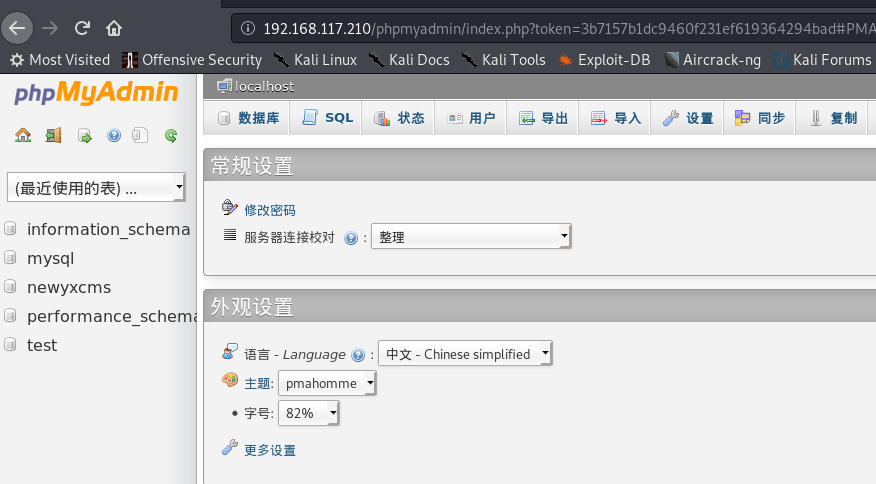 192.168.117.210/phpmyadmin/index.php?token=3b7157b1dc9460f231ef619364294bad#PMA
Most Visited Offensive Security Kali Linux Kali Docs Kali Tools Exploit-DB Aircrack-ng Kali Forums
phpMyAdmin
(最近使用的表) ...
information_schema
mysql
newyxcms
performance_schema
test
localhost
数据库 SQL 状态 用户 导出 导入 设置 同步 复制
常规设置
修改密码
服务器连接校对 : 整理
外观设置
语言 - Language : 中文 - Chinese simplified
主题: pmahomme
字号: 82%
更多设置